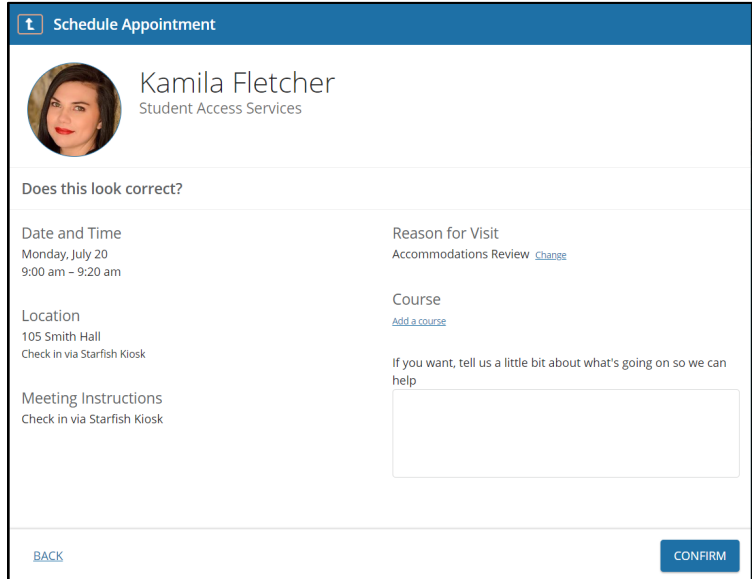 Schedule Appointment
Kamila Fletcher
Student Access Services
Does this look correct?
Date and Time
Monday, July 20
9:00 am – 9:20 am
Location
105 Smith Hall
Check in via Starfish Kiosk
Meeting Instructions
Check in via Starfish Kiosk
Reason for Visit
Accommodations Review Change
Course
Add a course
If you want, tell us a little bit about what's going on so we can
help
BACK
CONFIRM